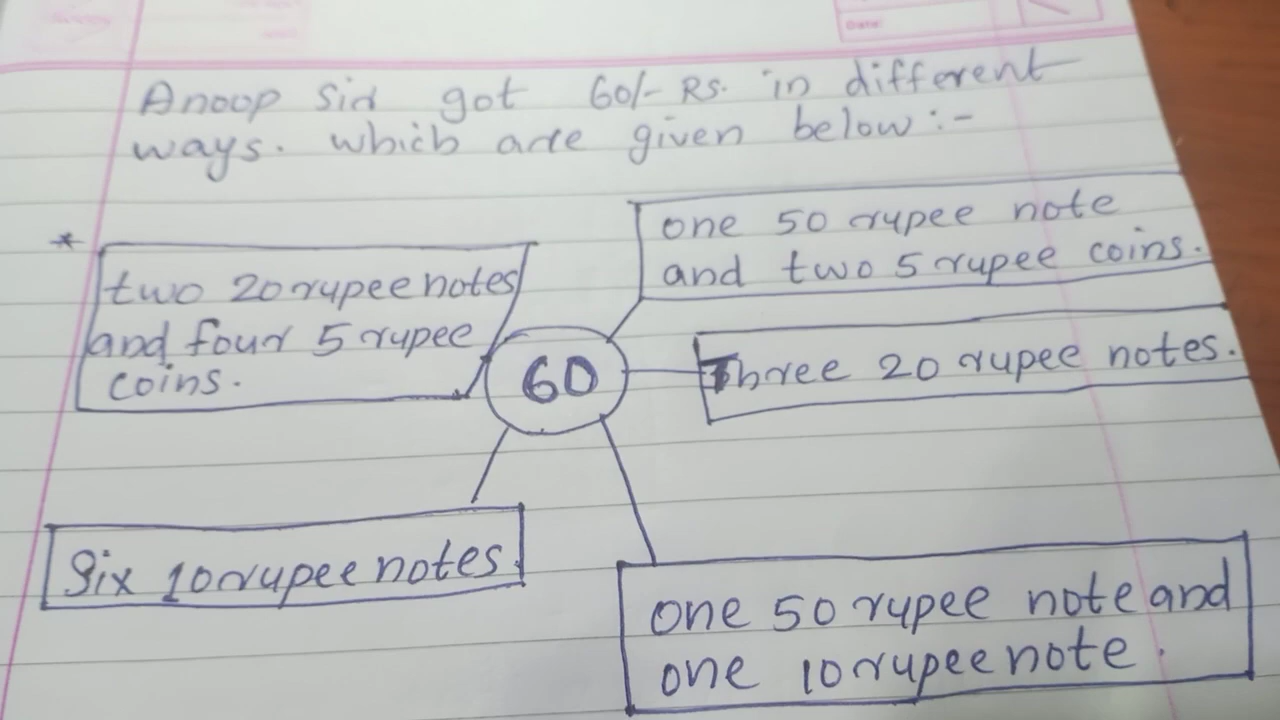 Date:
Anoop Sir got 60/- Rs. in different
ways. which are given below:-
*
two 20 rupee notes
and four 5 rupee
coins.
one 50 rupee note
and two 5 rupee coins.
60
Three 20 rupee notes.
Six 10 rupee notes.
one 50 rupee note and
one 10 rupee note.